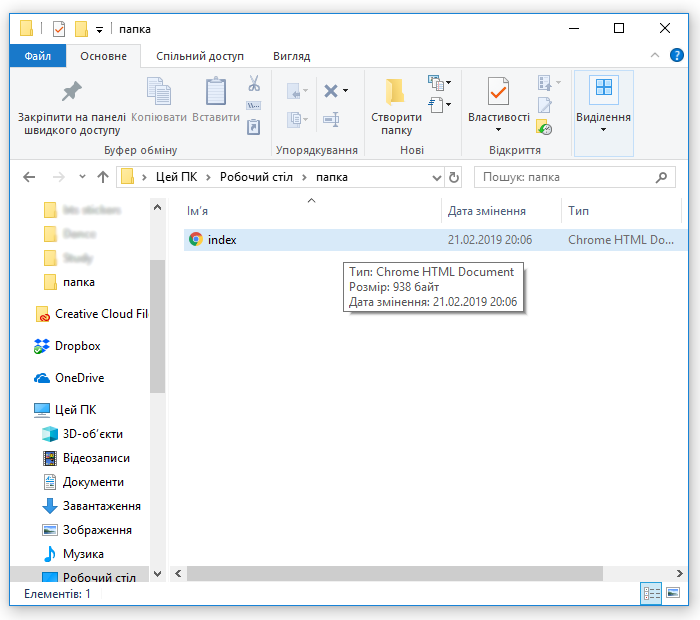 папка
Файл
Основне
Спільний доступ
Вигляд
Закріпити на панелі
швидкого доступу
Копіювати
Вставити
Буфер обміну
Упорядкування
Створити
папку
Нові
Властивості
Відкриття
Виділення
Цей ПК
Робочий стіл
папка
Пошук: папка
Ім’я
Дата змінення
Тип
index
21.02.2019 20:06
Chrome HTML Do...
Тип: Chrome HTML Document
Розмір: 938 байт
Дата змінення: 21.02.2019 20:06
папка
Creative Cloud Fil
Dropbox
OneDrive
Цей ПК
3D-об’єкти
Відеозаписи
Документи
Завантаження
Зображення
Музика
Робочий стіл
Елементів: 1